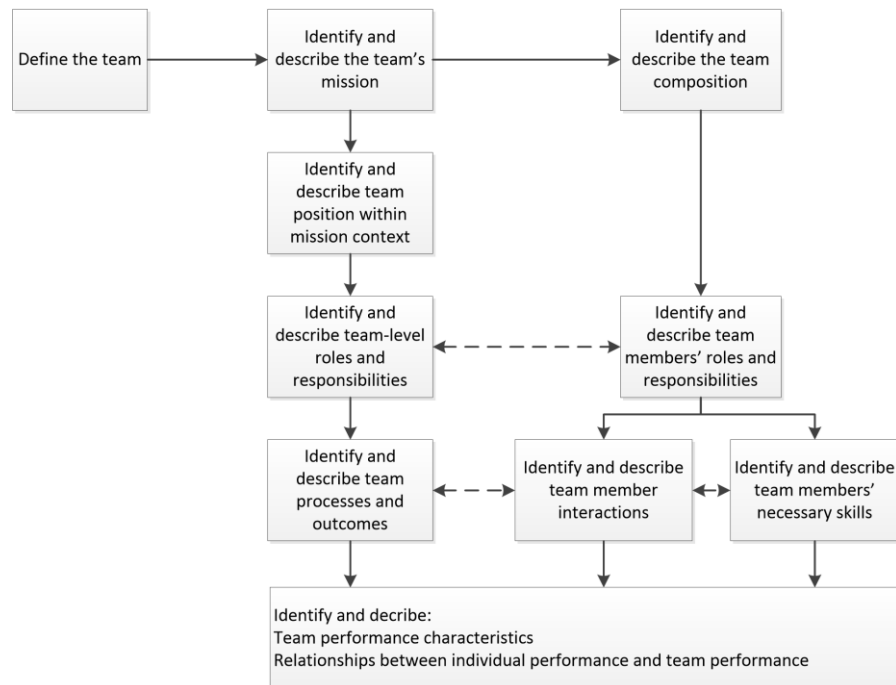 Define the team
Identify and
describe the team's
mission
Identify and
describe the team
composition
Identify and
describe team
position within
mission context
Identify and
describe team-level
roles and
responsibilities
Identify and
describe team
members' roles and
responsibilities
Identify and
describe team
processes and
outcomes
Identify and describe
team member
interactions
Identify and describe
team members'
necessary skills
Identify and decribe:
Team performance characteristics
Relationships between individual performance and team performance